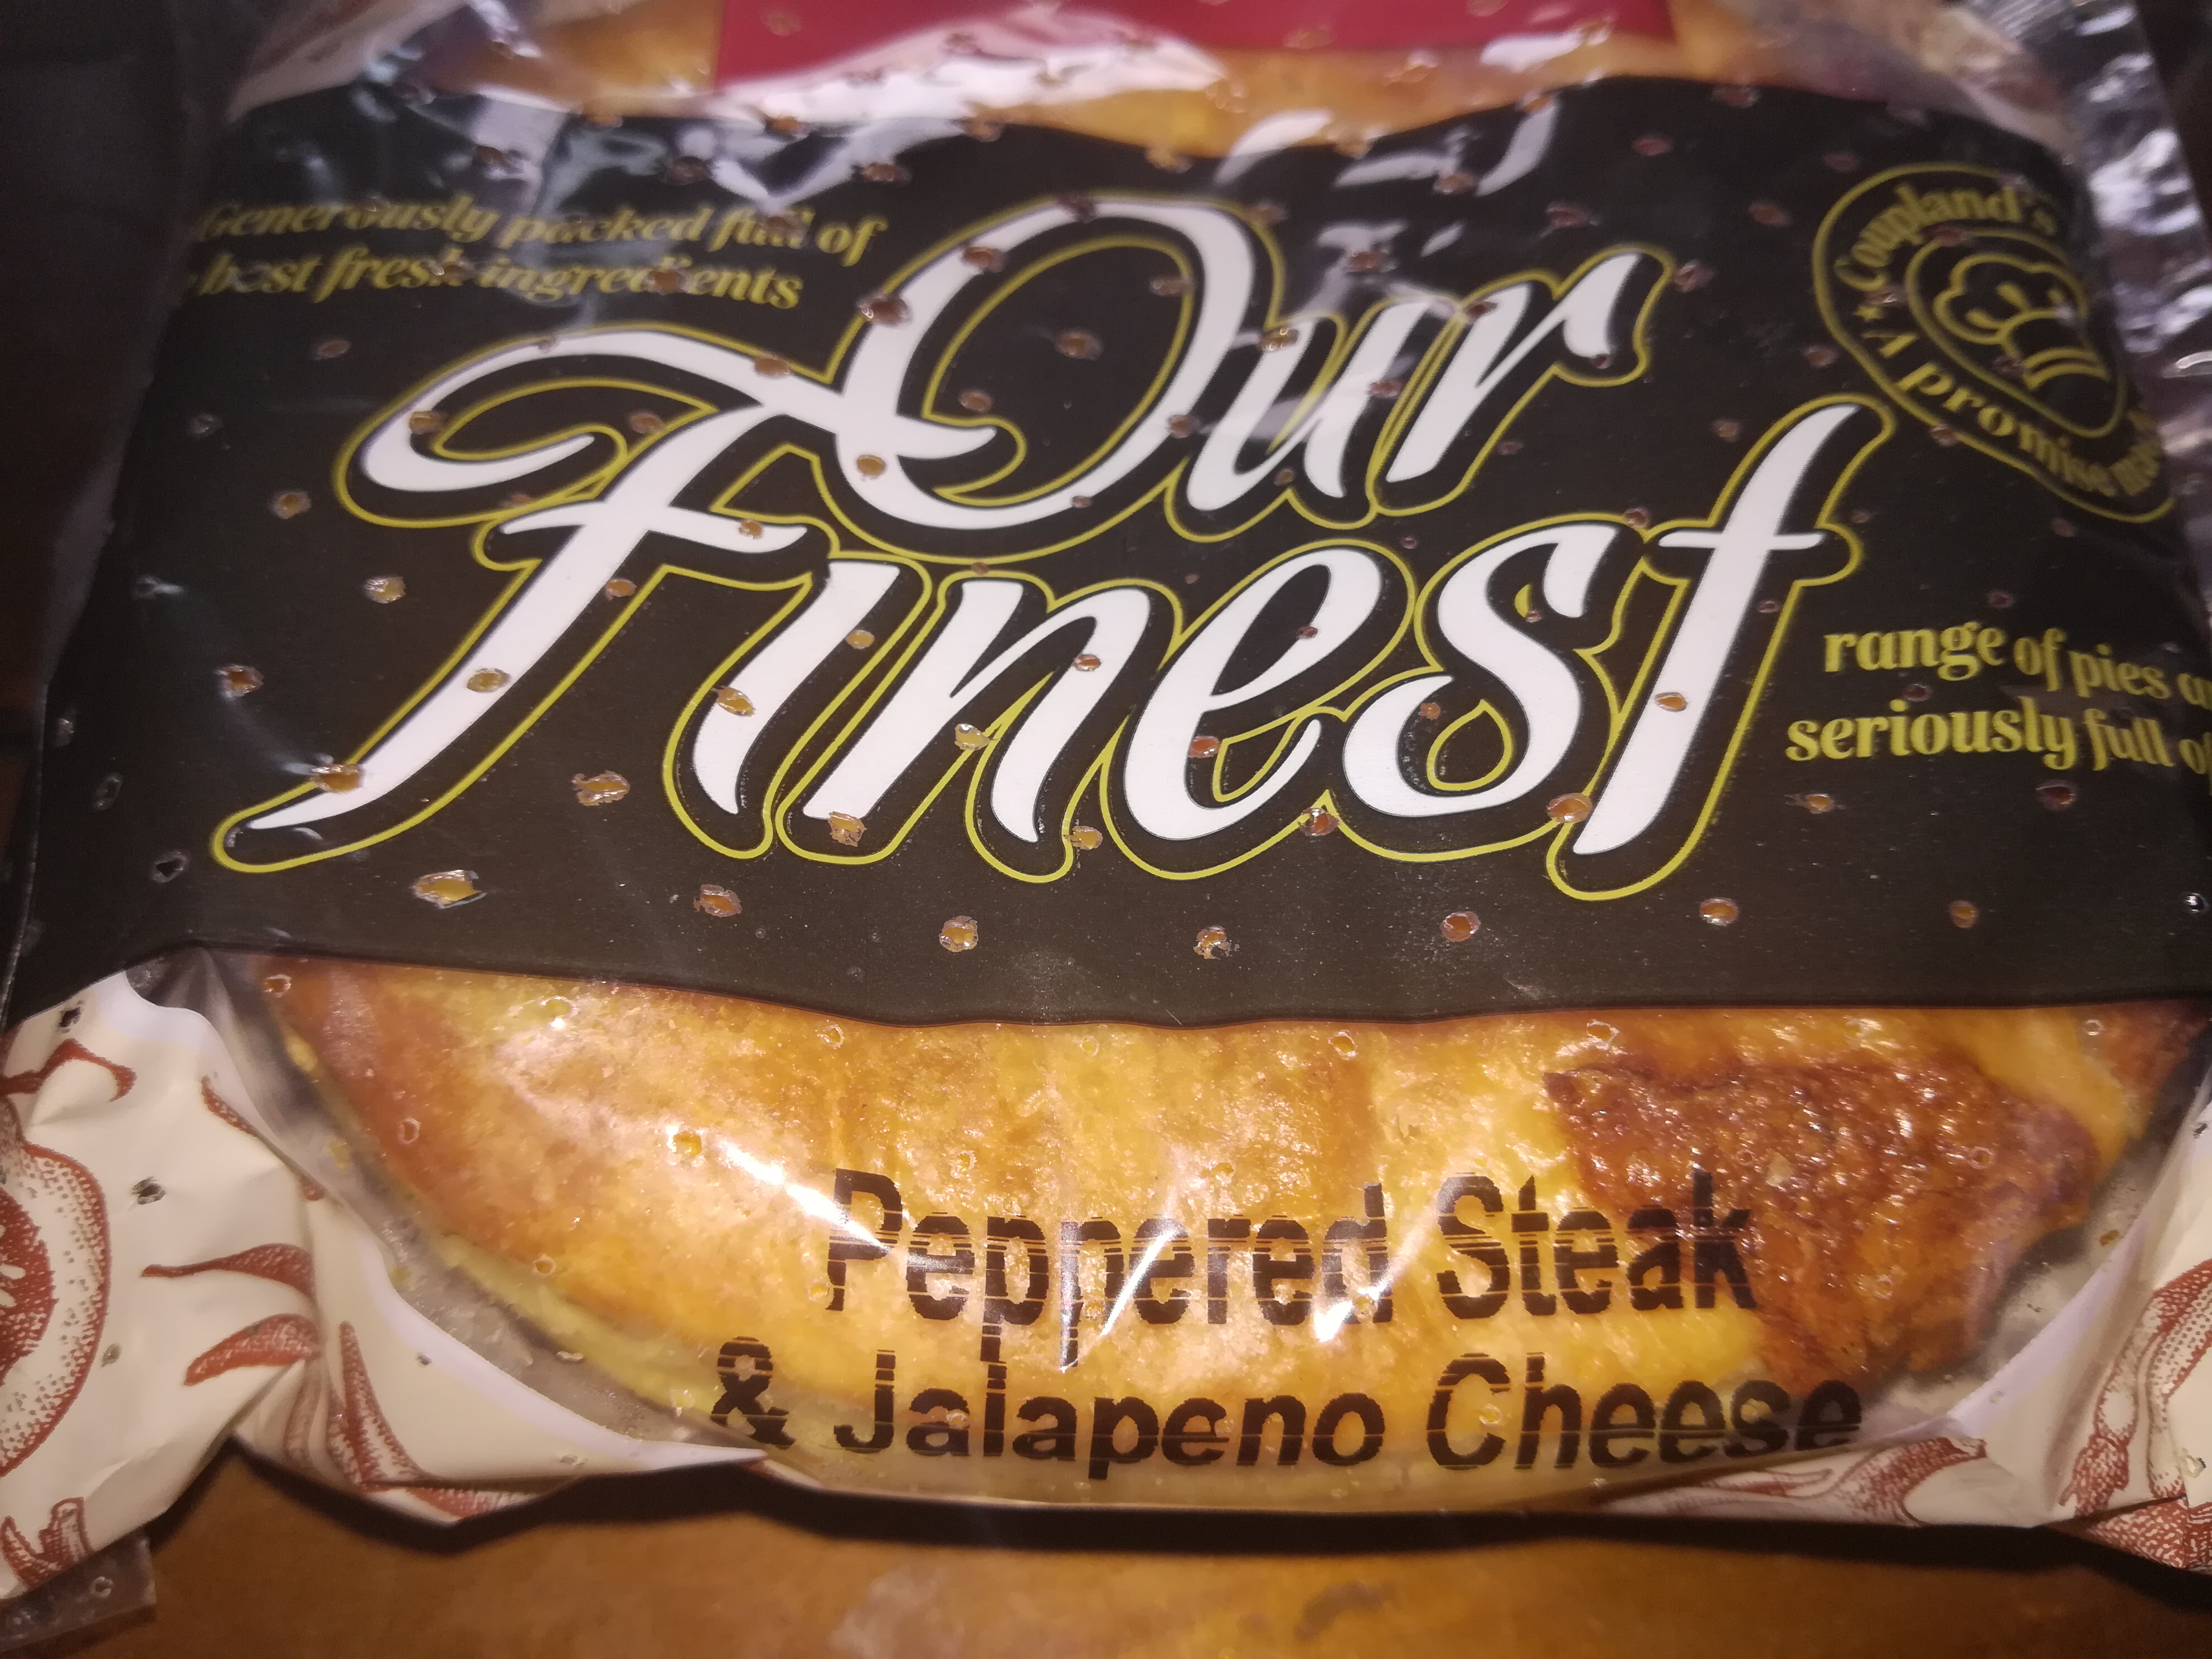 Generously packed full of
best fresh ingredients
Our
Finest
Coupland's
A promise
range of pies
seriously full of
Peppered Steak
& Jalapeno Cheese